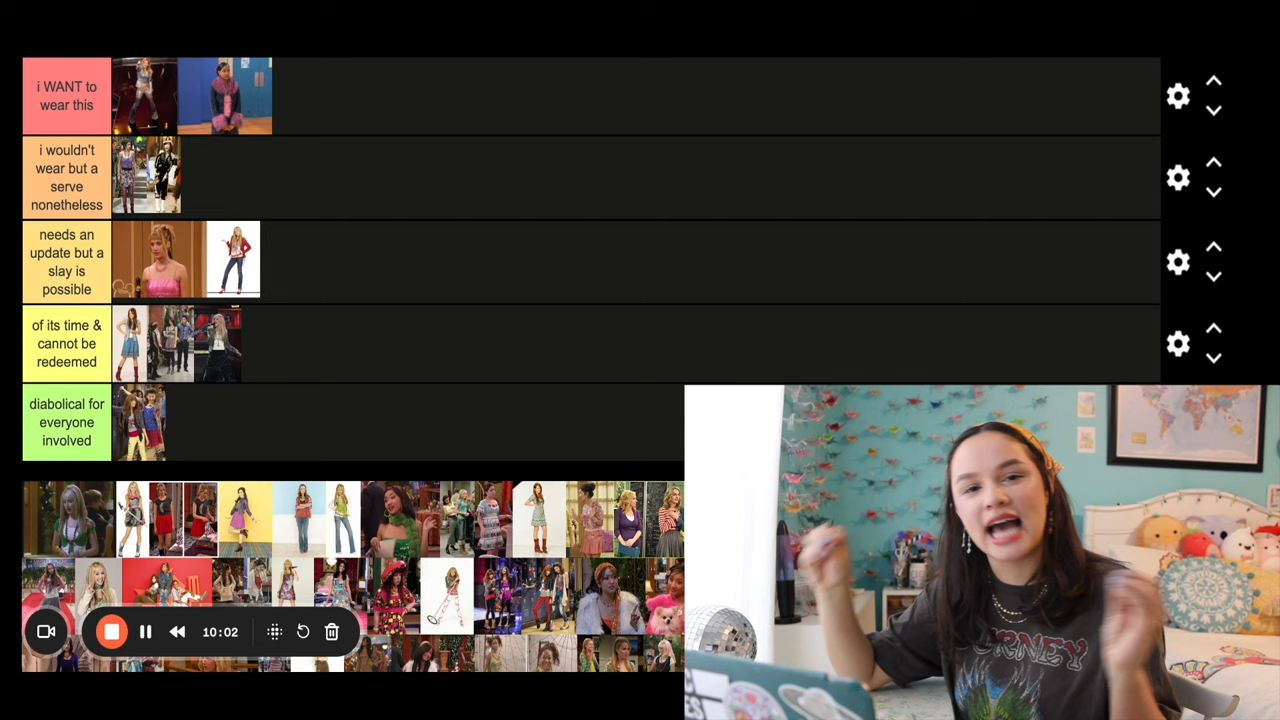 i WANT to
wear this
i wouldn't
wear but a
serve
nonetheless
needs an
update but a
slay is
possible
of its time &
cannot be
redeemed
diabolical for
everyone
involved
10:02